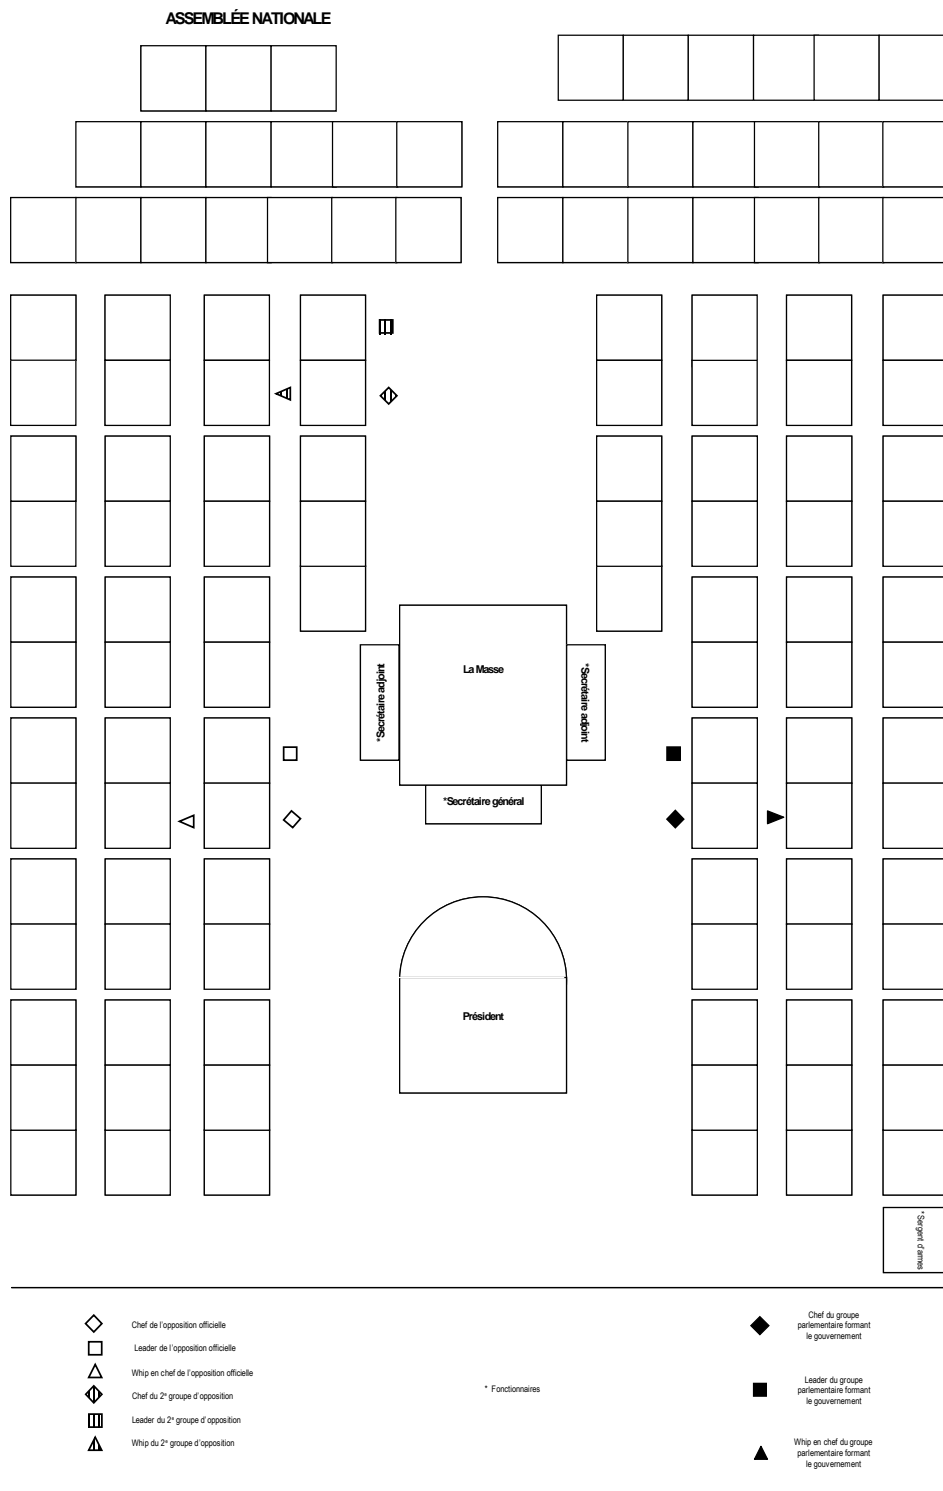 ASSEMBLÉE NATIONALE
*Secrétaire adjoint
La Masse
*Secrétaire adjoint
*Secrétaire général
Président
*Sergent d'armes
Chef de l'opposition officielle
Leader de l'opposition officielle
Whip en chef de l'opposition officielle
Chef du 2e groupe d'opposition
Leader du 2e groupe d'opposition
Whip du 2e groupe d'opposition
* Fonctionnaires
Chef du groupe
parlementaire formant
le gouvernement
Leader du groupe
parlementaire formant
le gouvernement
Whip en chef du groupe
parlementaire formant
le gouvernement